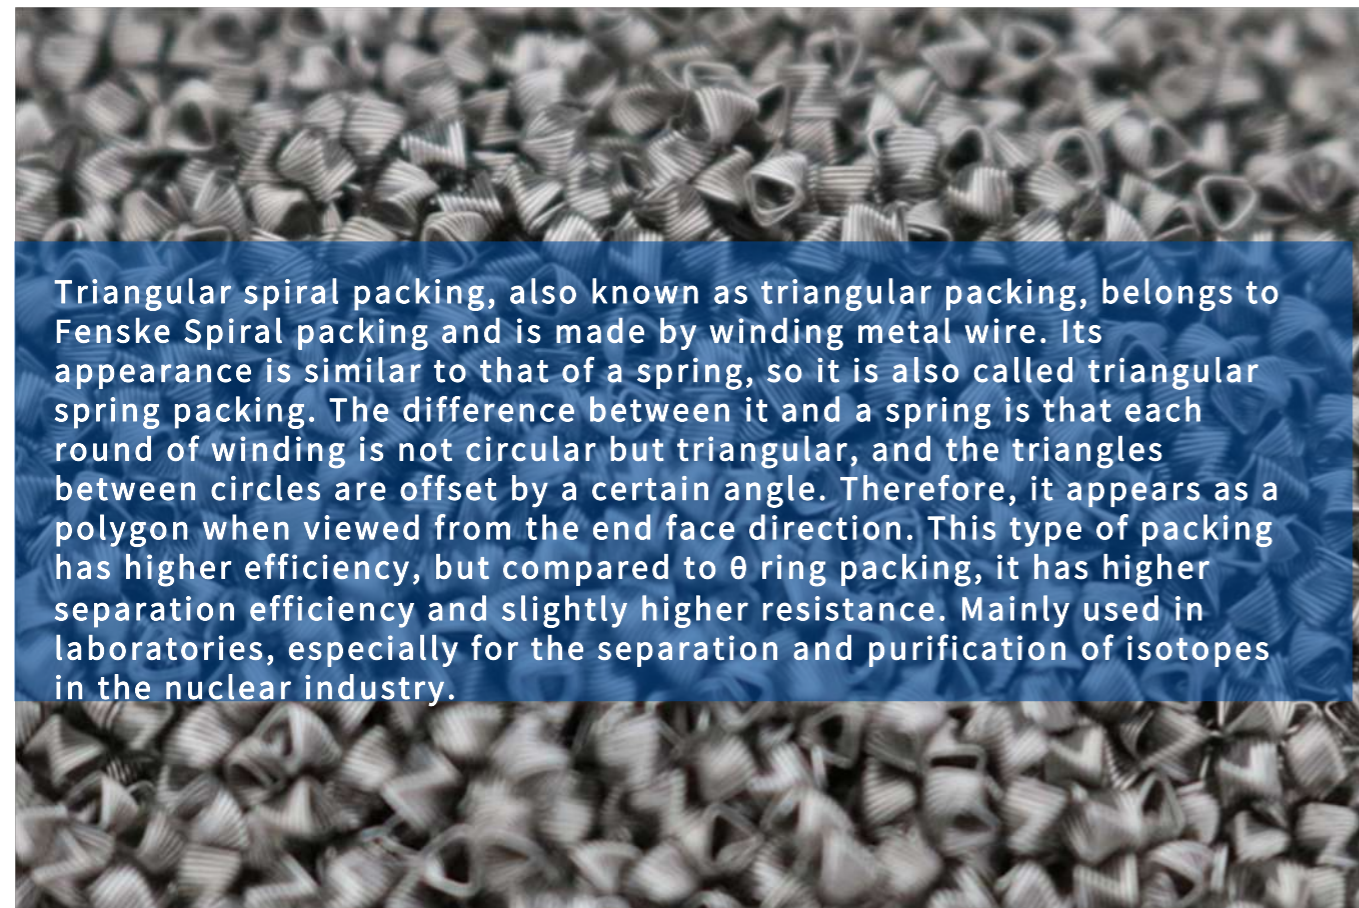 Triangular spiral packing, also known as triangular packing, belongs to
Fenske Spiral packing and is made by winding metal wire. Its
appearance is similar to that of a spring, so it is also called triangular
spring packing. The difference between it and a spring is that each
round of winding is not circular but triangular, and the triangles
between circles are offset by a certain angle. Therefore, it appears as a
polygon when viewed from the end face direction. This type of packing
has higher efficiency, but compared to θ ring packing, it has higher
separation efficiency and slightly higher resistance. Mainly used in
laboratories, especially for the separation and purification of isotopes
in the nuclear industry.